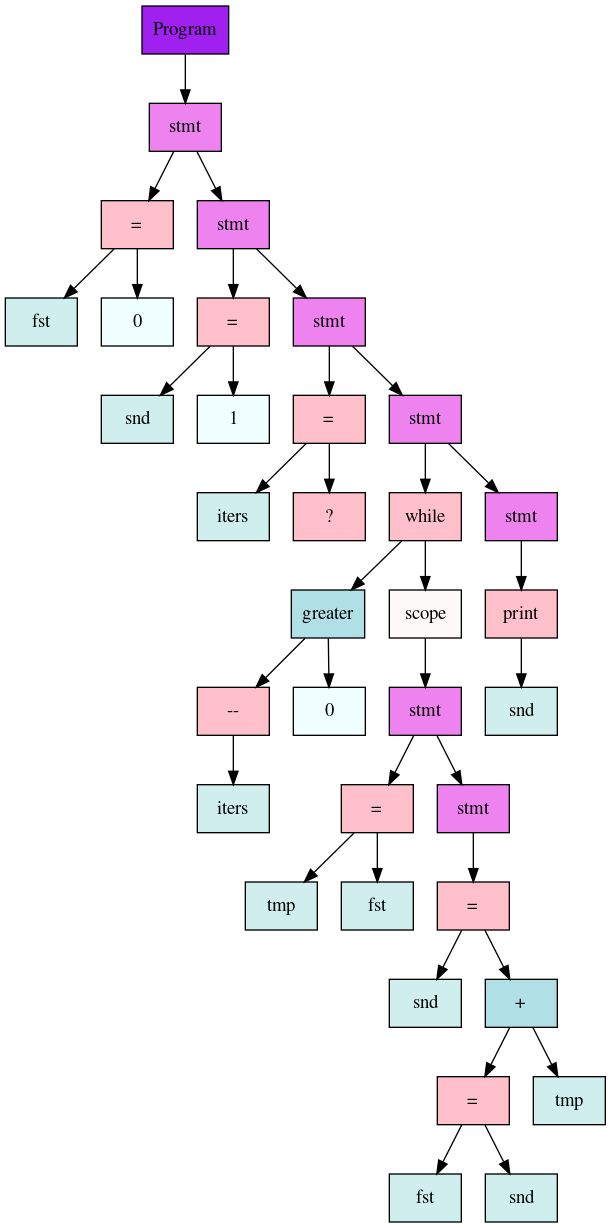 Program
stmt
= stmt
fst 0 = stmt
snd 1 = stmt
iters ? while stmt
greater scope print
-- 0 stmt snd
iters = stmt
tmp fst =
snd +
= tmp
fst snd